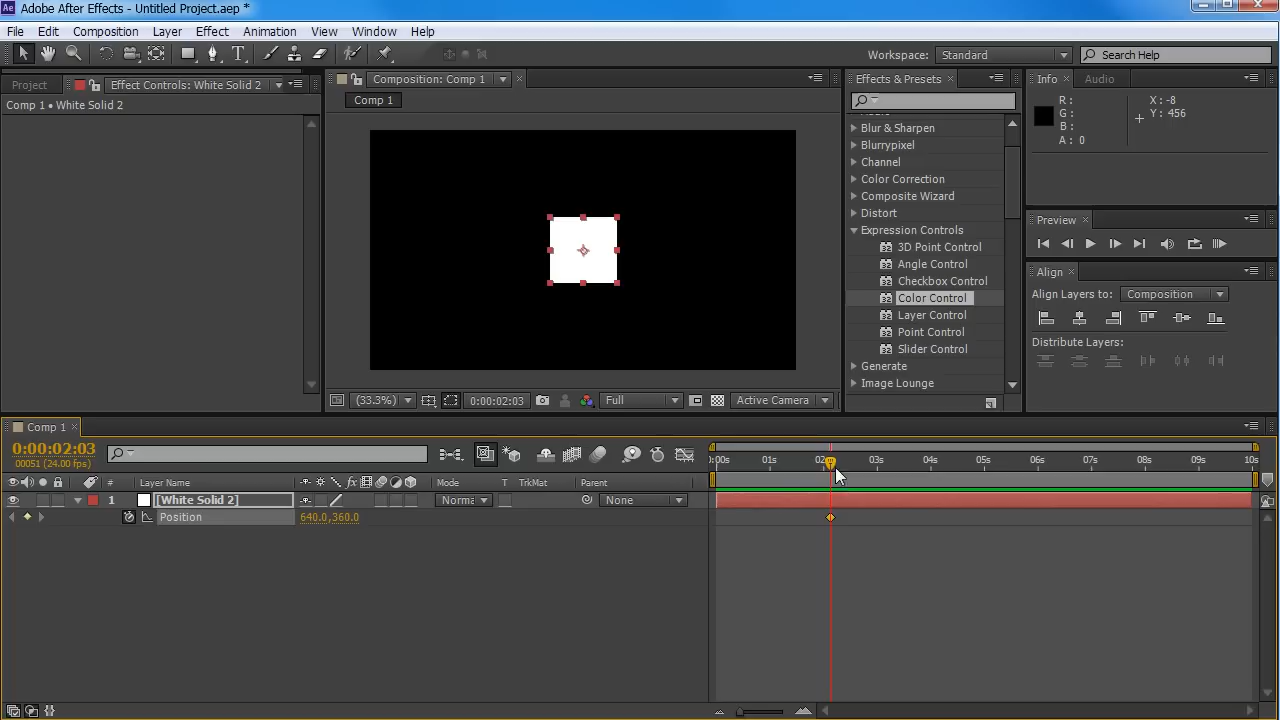 Adobe After Effects - Untitled Project.aep *
File Edit Composition Layer Effect Animation View Window Help
Workspace: Standard Search Help
Project Effect Controls: White Solid 2
Comp 1 • White Solid 2
Composition: Comp 1
Comp 1
(33.3%) 0:00:02:03 Full Active Camera
Effects & Presets
Blur & Sharpen
Blurrypixel
Channel
Color Correction
Composite Wizard
Distort
Expression Controls
3D Point Control
Angle Control
Checkbox Control
Color Control
Layer Control
Point Control
Slider Control
Generate
Image Lounge
Info Audio
R : X : -8
G : Y : 456
B :
A : 0
Preview
Align
Align Layers to: Composition
Distribute Layers:
Comp 1
0:00:02:03
00051 (24.00 fps)
:00s 01s 02 03s 04s 05s 06s 07s 08s 09s 10s
# Layer Name Mode T TrkMat Parent
1 [White Solid 2] Norma None
Position 640.0,360.0